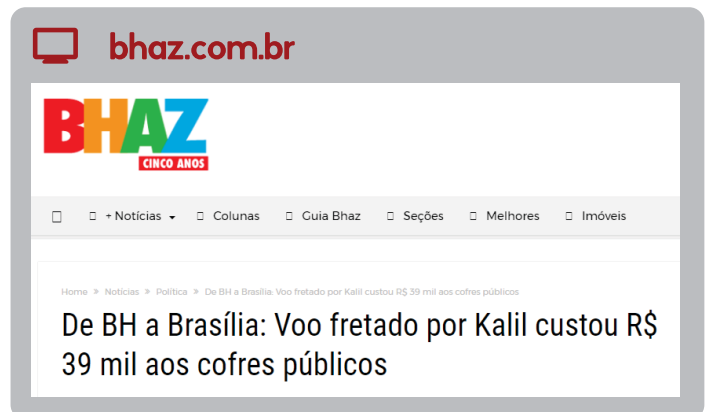 bhaz.com.br
BHAZ
CINCO ANOS
+ Notícias Colunas Guia Bhaz Seções Melhores Imóveis
Home » Notícias » Política » De BH a Brasília: Voo fretado por Kalil custou R$ 39 mil aos cofres públicos
De BH a Brasília: Voo fretado por Kalil custou R$
39 mil aos cofres públicos